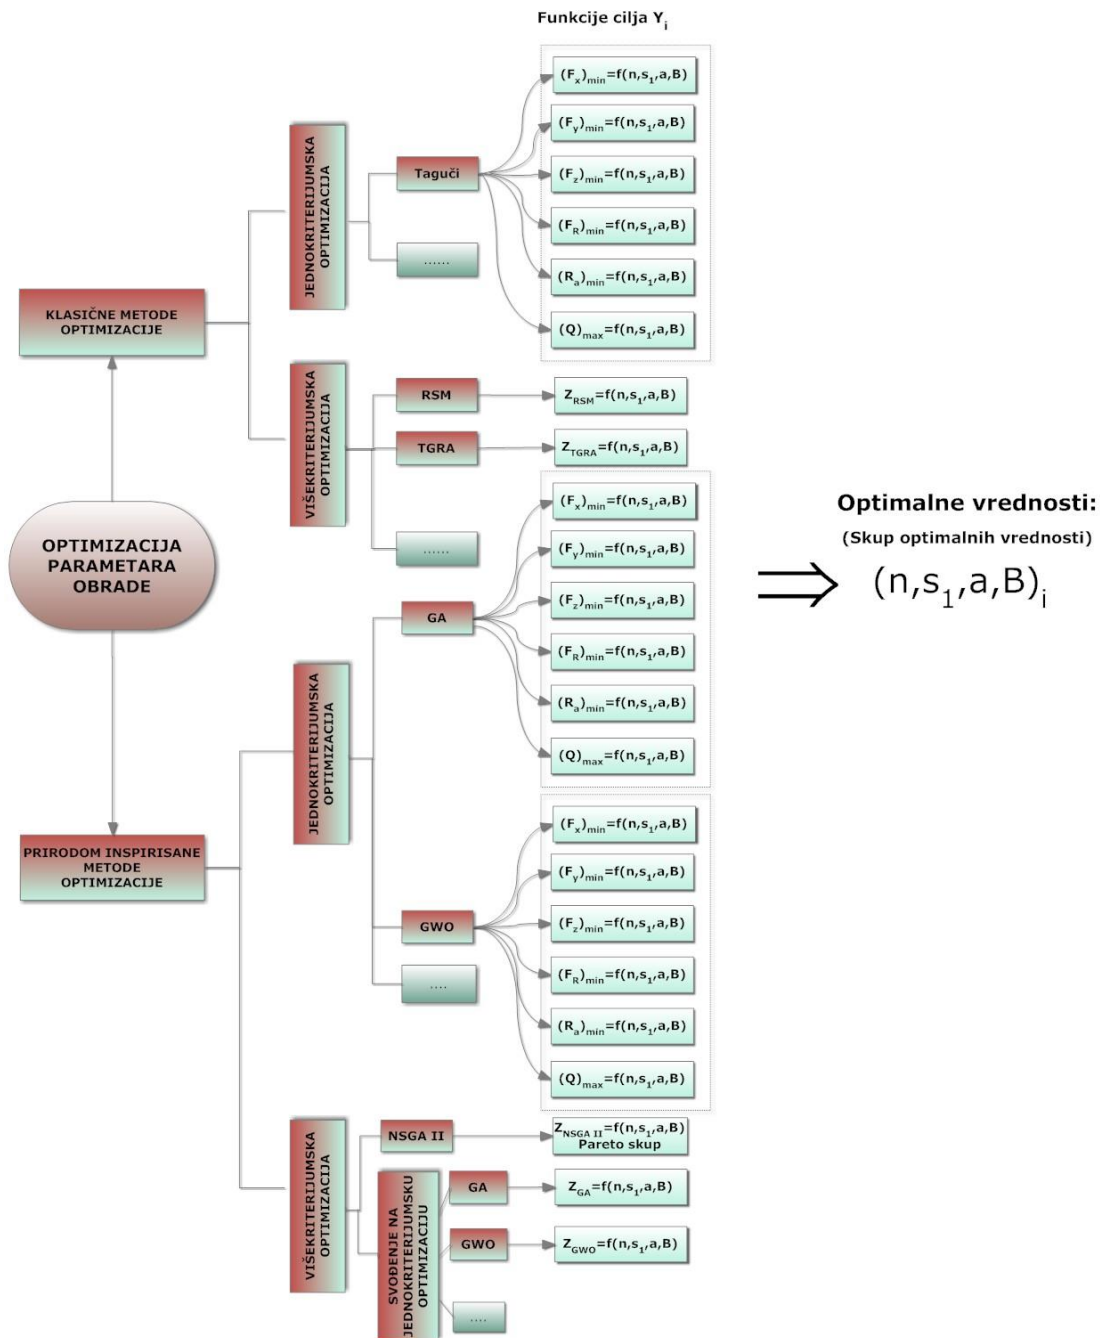 Funkcije cilja Yᵢ
(Fₓ)min=f(n,s₁,a,B)
(Fy)min=f(n,s₁,a,B)
(Fz)min=f(n,s₁,a,B)
(FR)min=f(n,s₁,a,B)
(Ra)min=f(n,s₁,a,B)
(Q)max=f(n,s₁,a,B)
JEDNOKRITERIJUMSKA
OPTIMIZACIJA
Taguči
......
KLASIČNE METODE
OPTIMIZACIJE
VIŠEKRITERIJUMSKA
OPTIMIZACIJA
RSM
ZRSM=f(n,s₁,a,B)
TGRA
ZTGRA=f(n,s₁,a,B)
......
OPTIMIZACIJA
PARAMETARA
OBRADE
Optimalne vrednosti:
(Skup optimalnih vrednosti)
(n,s₁,a,B)ᵢ
GA
(Fₓ)min=f(n,s₁,a,B)
(Fy)min=f(n,s₁,a,B)
(Fz)min=f(n,s₁,a,B)
(FR)min=f(n,s₁,a,B)
(Ra)min=f(n,s₁,a,B)
(Q)max=f(n,s₁,a,B)
JEDNOKRITERIJUMSKA
OPTIMIZACIJA
PRIRODOM INSPIRISANE
METODE
OPTIMIZACIJE
GWO
....
(Fₓ)min=f(n,s₁,a,B)
(Fy)min=f(n,s₁,a,B)
(Fz)min=f(n,s₁,a,B)
(FR)min=f(n,s₁,a,B)
(Ra)min=f(n,s₁,a,B)
(Q)max=f(n,s₁,a,B)
VIŠEKRITERIJUMSKA
OPTIMIZACIJA
NSGA II
ZNSGA II=f(n,s₁,a,B)
Pareto skup
SVOĐENJE NA
JEDNOKRITERIJUMSKU
OPTIMIZACIJU
GA
ZGA=f(n,s₁,a,B)
GWO
ZGWO=f(n,s₁,a,B)
....